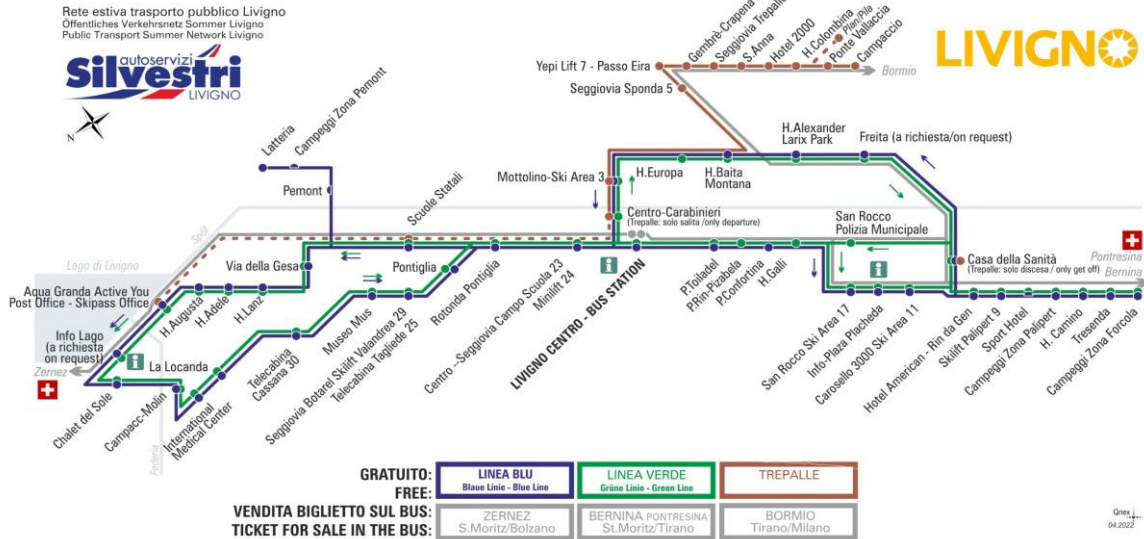 Rete estiva trasporto pubblico Livigno
Öffentliches Verkehrsnetz Sommer Livigno
Public Transport Summer Network Livigno
autoservizi
Silvestri
LIVIGNO
N
LIVIGNO
Gembrè-Crapena
Seggiovia Trepalle
S.Anna
Hotel 2000
H.Colombina
Plan/Pila
Ponte Vallaccia
Campaccio
Yepi Lift 7 - Passo Eira
Bormio
Seggiovia Sponda 5
Latteria
Campeggi Zona Pemont
Pemont
H.Alexander
Larix Park
Freita (a richiesta/on request)
Mottolino-Ski Area 3
H.Europa
H.Baita
Montana
Scuole Statali
Centro-Carabinieri
(Trepalle: solo salita /only departure)
San Rocco
Polizia Municipale
Spöl
Lago di Livigno
Via della Gesa
Pontiglia
Pontresina
Bernina
Casa della Sanità
(Trepalle: solo discesa / only get off)
Aqua Granda Active You
Post Office - Skipass Office
H.Augusta
H.Adele
H.Lanz
Info Lago
(a richiesta
on request)
Zernez
La Locanda
Chalet del Sole
Campacc-Molin
Federia
International
Medical Center
Telecabina
Cassana 30
Museo Mus
Seggiovia Botarel Skilift Valandrea 29
Telecabina Tagliede 25
Rotonda Pontiglia
Centro -Seggiovia Campo Scuola 23
Minilift 24
LIVIGNO CENTRO - BUS STATION
P.Toiladel
P.Rin-Pizabela
P.Confortina
H.Galli
San Rocco Ski Area 17
Info-Plaza Placheda
Carosello 3000 Ski Area 11
Hotel American - Rin da Gen
Skilift Palipert 9
Sport Hotel
Campeggi Zona Palipert
H. Camino
Tresenda
Campeggi Zona Forcola
GRATUITO:
FREE:
LINEA BLU
Blaue Linie - Blue Line
LINEA VERDE
Grüne Linie - Green Line
TREPALLE
VENDITA BIGLIETTO SUL BUS:
TICKET FOR SALE IN THE BUS:
ZERNEZ
S.Moritz/Bolzano
BERNINA PONTRESINA
St.Moritz/Tirano
BORMIO
Tirano/Milano
Qnex
04.2022